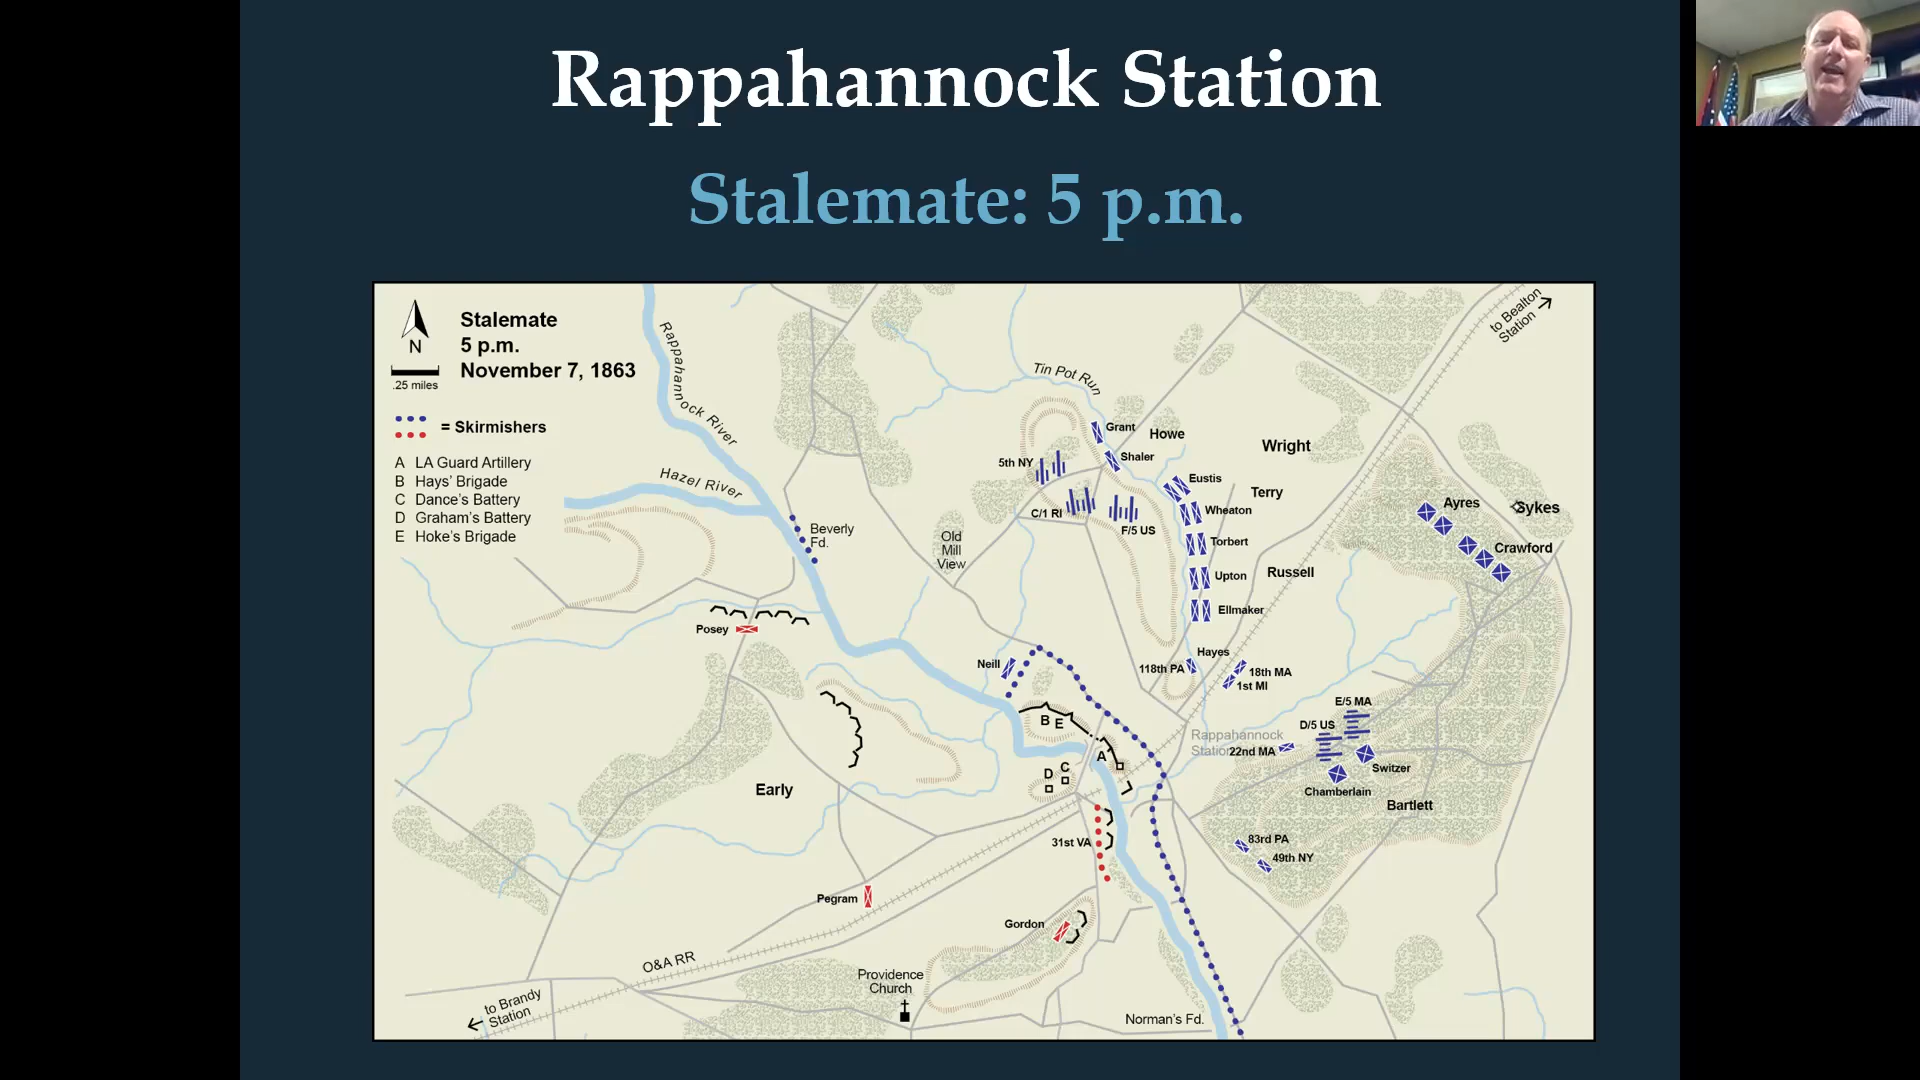 Rappahannock Station
Stalemate: 5 p.m.
N
.25 miles
Stalemate
5 p.m.
November 7, 1863
= Skirmishers
A LA Guard Artillery
B Hays' Brigade
C Dance's Battery
D Graham's Battery
E Hoke's Brigade
Rappahannock River
Hazel River
Tin Pot Run
to Bealton
Station
Grant
Howe
Shaler
Wright
5th NY
Eustis
Terry
C/1 RI
F/5 US
Wheaton
Ayres
Sykes
Beverly
Fd.
Old
Mill
View
Torbert
Crawford
Upton
Russell
Ellmaker
Posey
Neill
Hayes
118th PA
18th MA
1st MI
E/5 MA
D/5 US
B E
Rappahannock
Station
22nd MA
A
Switzer
D C
Early
Chamberlain
Bartlett
31st VA
83rd PA
49th NY
Pegram
Gordon
O&A RR
Providence
Church
to Brandy
Station
Norman's Fd.